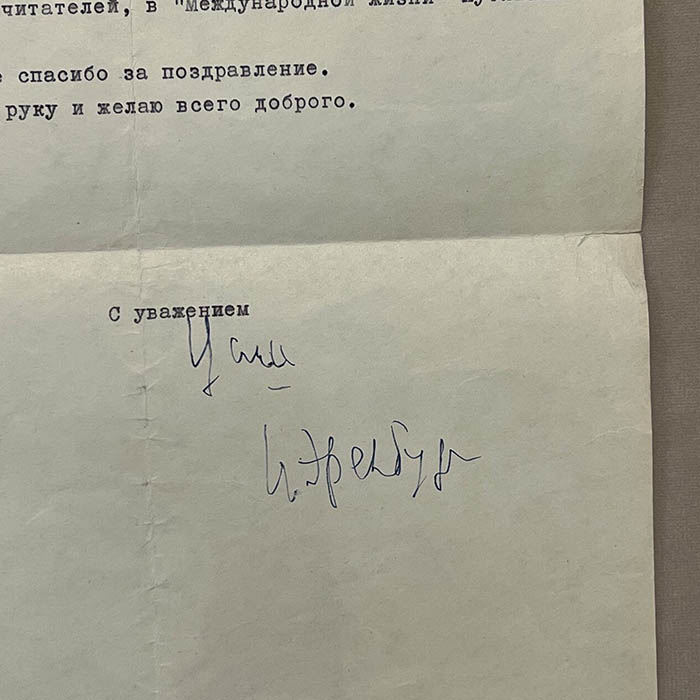 читателей, в "Международной жизни"
спасибо за поздравление.
руку и желаю всего доброго.
С уважением
И. Эренбург